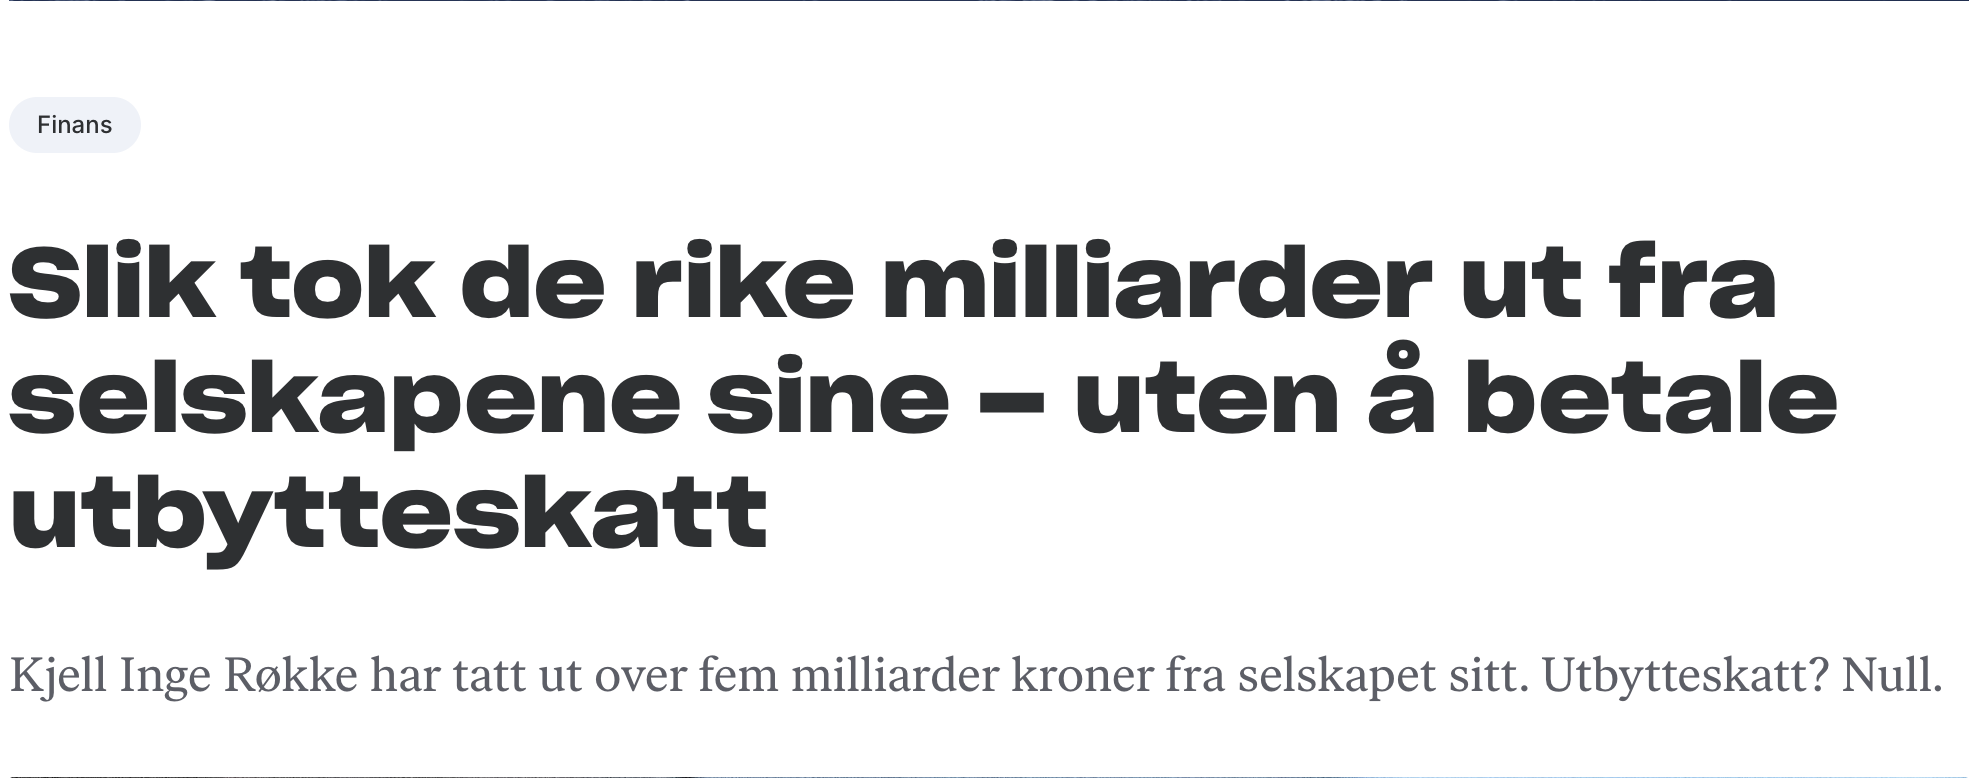 Finans
Slik tok de rike milliarder ut fra
selskapene sine – uten å betale
utbytteskatt
Kjell Inge Røkke har tatt ut over fem milliarder kroner fra selskapet sitt. Utbytteskatt? Null.